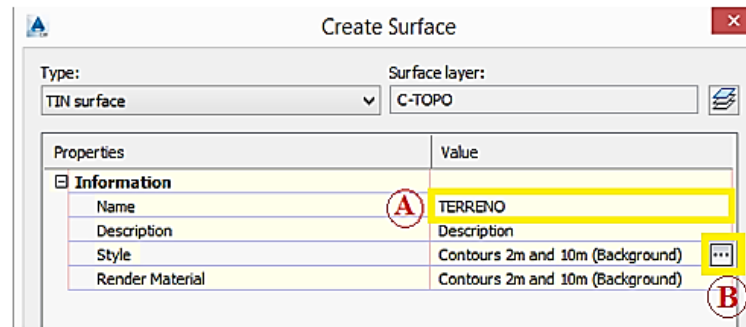 Create Surface
Type: Surface layer:
TIN surface C-TOPO
Properties Value
Information
Name A TERRENO
Description Description
Style Contours 2m and 10m (Background) ...
Render Material Contours 2m and 10m (Background) B